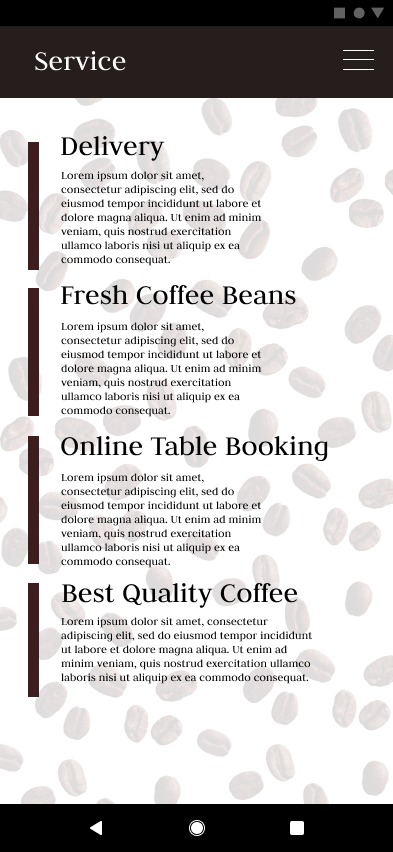 Service
Delivery
Lorem ipsum dolor sit amet,
consectetur adipiscing elit, sed do
eiusmod tempor incididunt ut labore et
dolore magna aliqua. Ut enim ad minim
veniam, quis nostrud exercitation
ullamco laboris nisi ut aliquip ex ea
commodo consequat.
Fresh Coffee Beans
Lorem ipsum dolor sit amet,
consectetur adipiscing elit, sed do
eiusmod tempor incididunt ut labore et
dolore magna aliqua. Ut enim ad minim
veniam, quis nostrud exercitation
ullamco laboris nisi ut aliquip ex ea
commodo consequat.
Online Table Booking
Lorem ipsum dolor sit amet,
consectetur adipiscing elit, sed do
eiusmod tempor incididunt ut labore et
dolore magna aliqua. Ut enim ad minim
veniam, quis nostrud exercitation
ullamco laboris nisi ut aliquip ex ea
commodo consequat.
Best Quality Coffee
Lorem ipsum dolor sit amet, consectetur
adipiscing elit, sed do eiusmod tempor incididunt
ut labore et dolore magna aliqua. Ut enim ad
minim veniam, quis nostrud exercitation ullamco
laboris nisi ut aliquip ex ea commodo consequat.